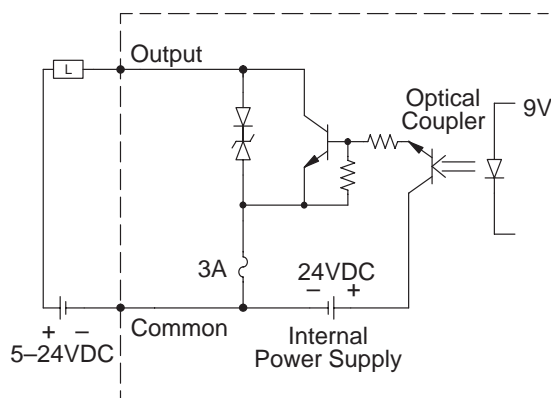 Output
L
Optical
Coupler
9V
3A
24VDC
– +
+ –
Common
5–24VDC
Internal
Power Supply